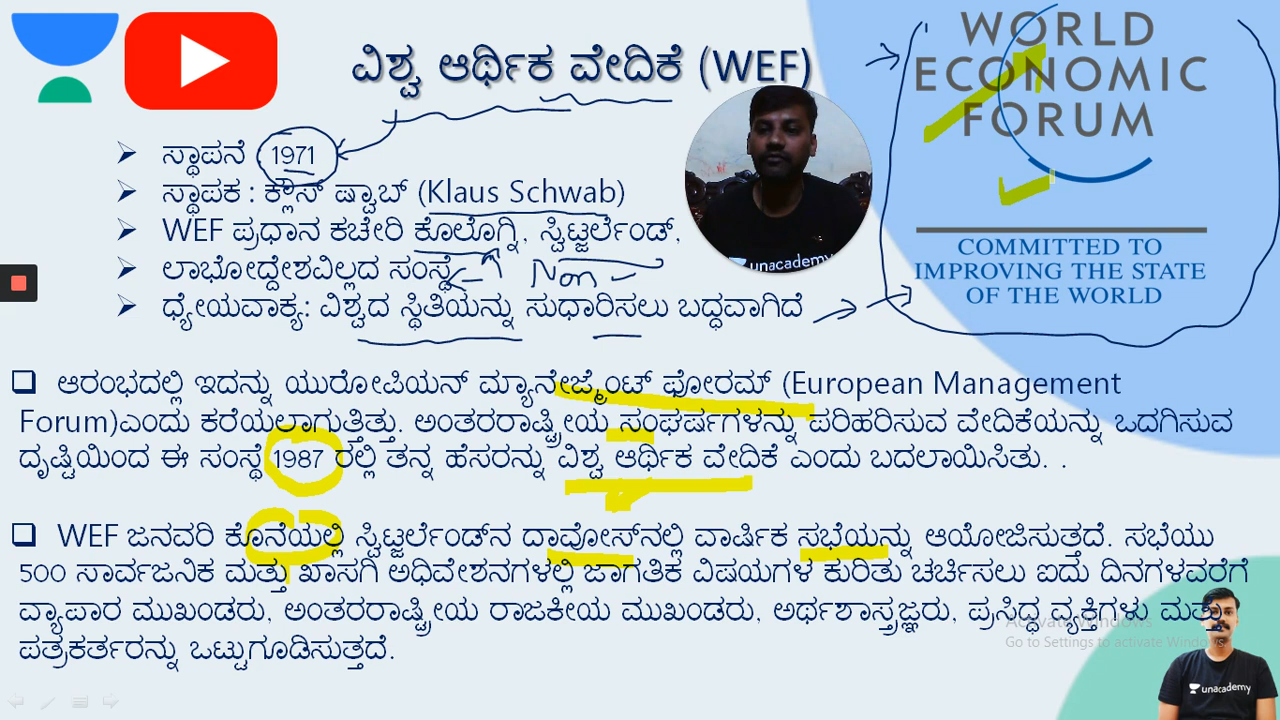 ವಿಶ್ವ ಆರ್ಥಿಕ ವೇದಿಕೆ (WEF)
WORLD
ECONOMIC
FORUM
COMMITTED TO
IMPROVING THE STATE
OF THE WORLD
ಸ್ಥಾಪನೆ 1971
ಸ್ಥಾಪಕ : ಕ್ಲೌಸ್ ಷ್ವಾಬ್ (Klaus Schwab)
WEF ಪ್ರಧಾನ ಕಚೇರಿ ಕೊಲೊಗ್ನಿ, ಸ್ವಿಟ್ಜರ್ಲೆಂಡ್,
ಲಾಭೋದ್ದೇಶವಿಲ್ಲದ ಸಂಸ್ಥೆ Non –
ಧ್ಯೇಯವಾಕ್ಯ: ವಿಶ್ವದ ಸ್ಥಿತಿಯನ್ನು ಸುಧಾರಿಸಲು ಬದ್ಧವಾಗಿದೆ
unacademy
ಆರಂಭದಲ್ಲಿ ಇದನ್ನು ಯುರೋಪಿಯನ್ ಮ್ಯಾನೇಜ್ಮೆಂಟ್ ಫೋರಮ್ (European Management
Forum)ಎಂದು ಕರೆಯಲಾಗುತ್ತಿತ್ತು. ಅಂತರರಾಷ್ಟ್ರೀಯ ಸಂಘರ್ಷಗಳನ್ನು ಪರಿಹರಿಸುವ ವೇದಿಕೆಯನ್ನು ಒದಗಿಸುವ
ದೃಷ್ಟಿಯಿಂದ ಈ ಸಂಸ್ಥೆ 1987 ರಲ್ಲಿ ತನ್ನ ಹೆಸರನ್ನು ವಿಶ್ವ ಆರ್ಥಿಕ ವೇದಿಕೆ ಎಂದು ಬದಲಾಯಿಸಿತು. .
WEF ಜನವರಿ ಕೊನೆಯಲ್ಲಿ ಸ್ವಿಟ್ಜರ್ಲೆಂಡ್‌ನ ದಾವೋಸ್‌ನಲ್ಲಿ ವಾರ್ಷಿಕ ಸಭೆಯನ್ನು ಆಯೋಜಿಸುತ್ತದೆ. ಸಭೆಯು
500 ಸಾರ್ವಜನಿಕ ಮತ್ತು ಖಾಸಗಿ ಅಧಿವೇಶನಗಳಲ್ಲಿ ಜಾಗತಿಕ ವಿಷಯಗಳ ಕುರಿತು ಚರ್ಚಿಸಲು ಐದು ದಿನಗಳವರೆಗೆ
ವ್ಯಾಪಾರ ಮುಖಂಡರು, ಅಂತರರಾಷ್ಟ್ರೀಯ ರಾಜಕೀಯ ಮುಖಂಡರು, ಅರ್ಥಶಾಸ್ತ್ರಜ್ಞರು, ಪ್ರಸಿದ್ಧ ವ್ಯಕ್ತಿಗಳು ಮತ್ತು
ಪತ್ರಕರ್ತರನ್ನು ಒಟ್ಟುಗೂಡಿಸುತ್ತದೆ.
Activate Windows
Go to Settings to activate Windows
unacademy